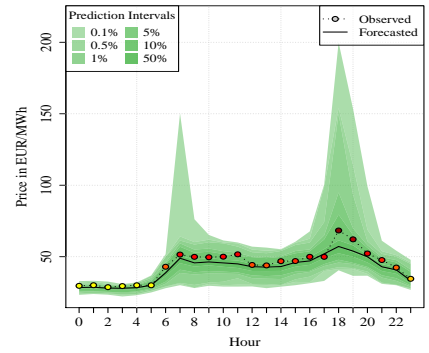 Prediction Intervals
0.1% 5%
0.5% 10%
1% 50%
Observed
Forecasted
200
150
100
50
Price in EUR/MWh
0 2 4 6 8 10 12 14 16 18 20 22
Hour